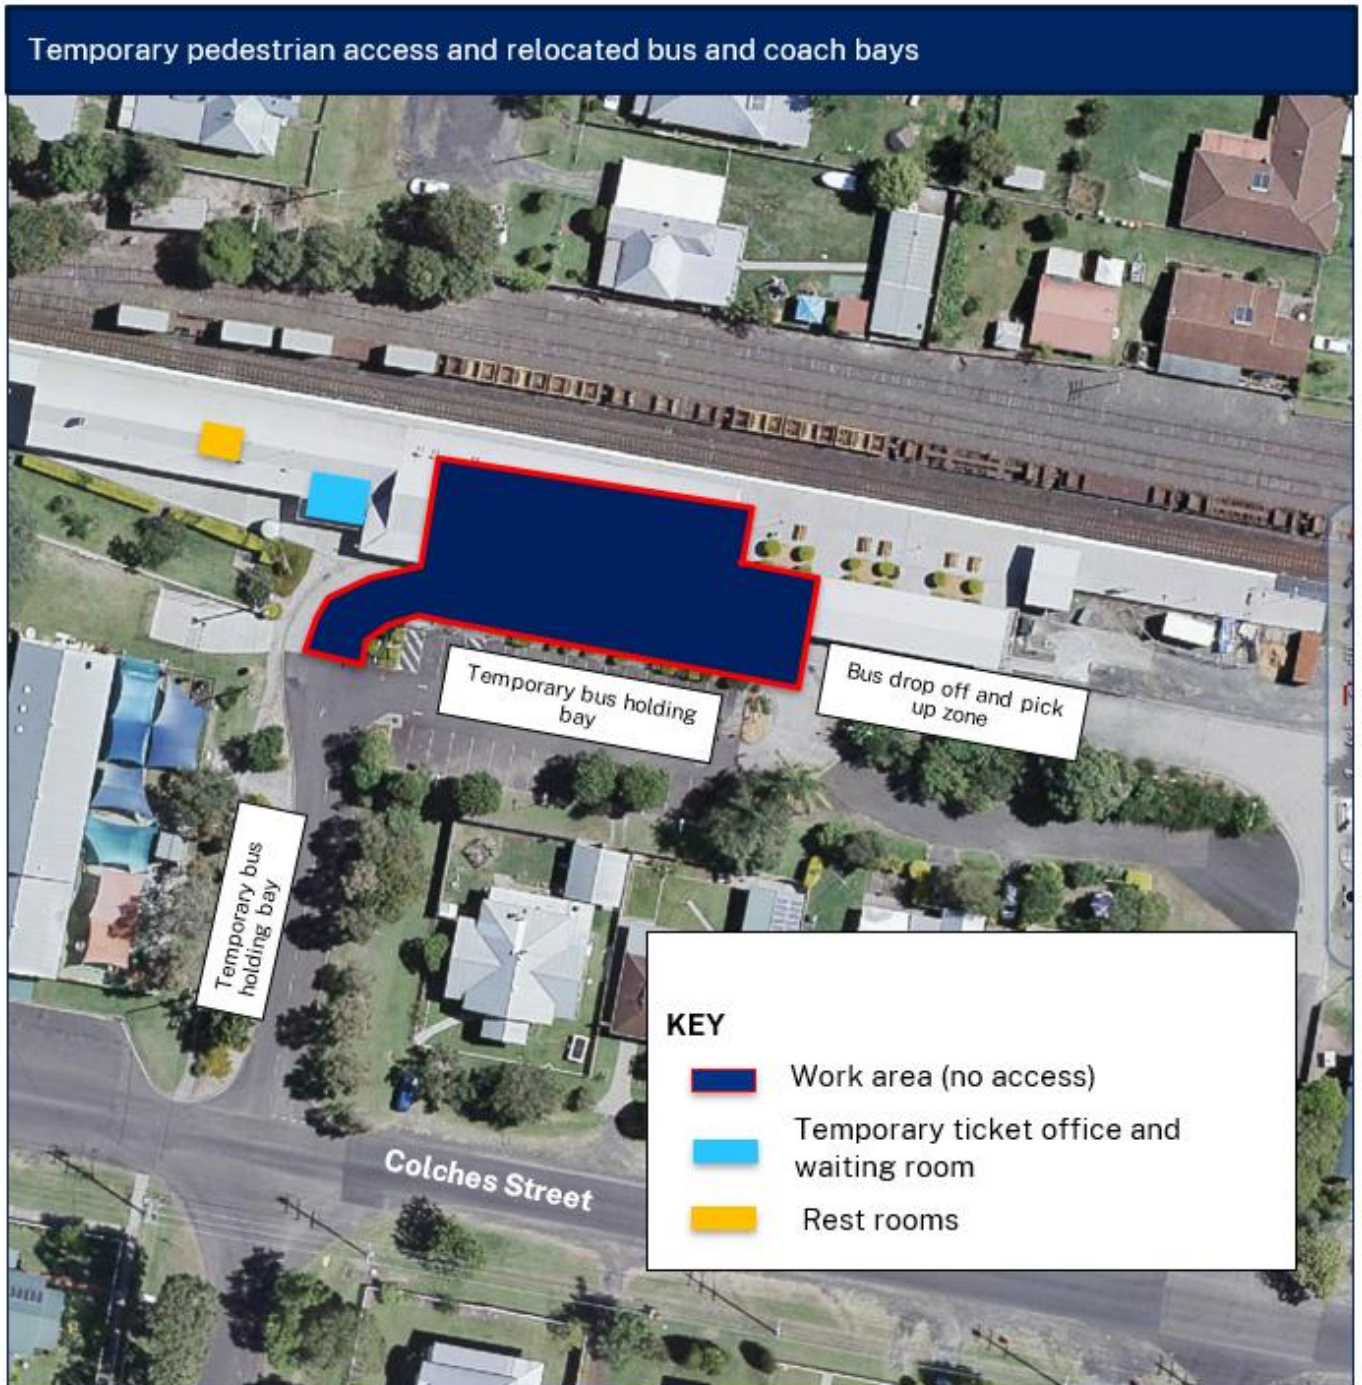 Temporary pedestrian access and relocated bus and coach bays
Temporary bus holding
bay
Bus drop off and pick
up zone
Temporary bus
holding bay
Colches Street
KEY
Work area (no access)
Temporary ticket office and
waiting room
Rest rooms